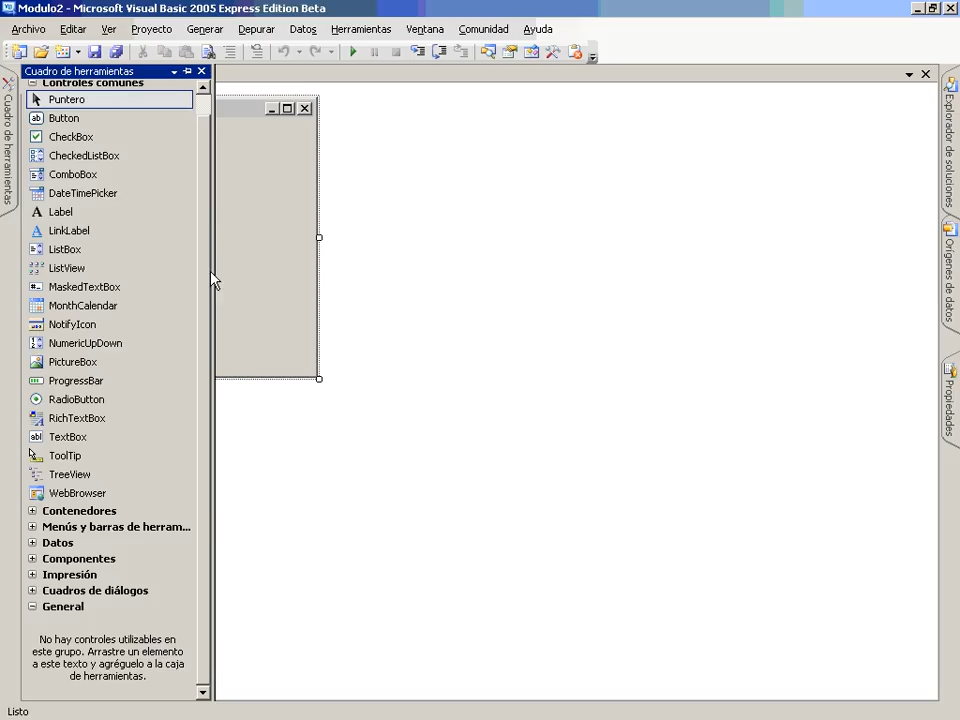 Modulo2 - Microsoft Visual Basic 2005 Express Edition Beta
Archivo Editar Ver Proyecto Generar Depurar Datos Herramientas Ventana Comunidad Ayuda
Cuadro de herramientas
Controles comunes
Puntero
Button
CheckBox
CheckedListBox
ComboBox
DateTimePicker
Label
LinkLabel
ListBox
ListView
MaskedTextBox
MonthCalendar
NotifyIcon
NumericUpDown
PictureBox
ProgressBar
RadioButton
RichTextBox
TextBox
ToolTip
TreeView
WebBrowser
Contenedores
Menús y barras de herram...
Datos
Componentes
Impresión
Cuadros de diálogos
General
No hay controles utilizables en
este grupo. Arrastre un elemento
a este texto y agréguelo a la caja
de herramientas.
Cuadro de herramientas
Explorador de soluciones
Orígenes de datos
Propiedades
Listo